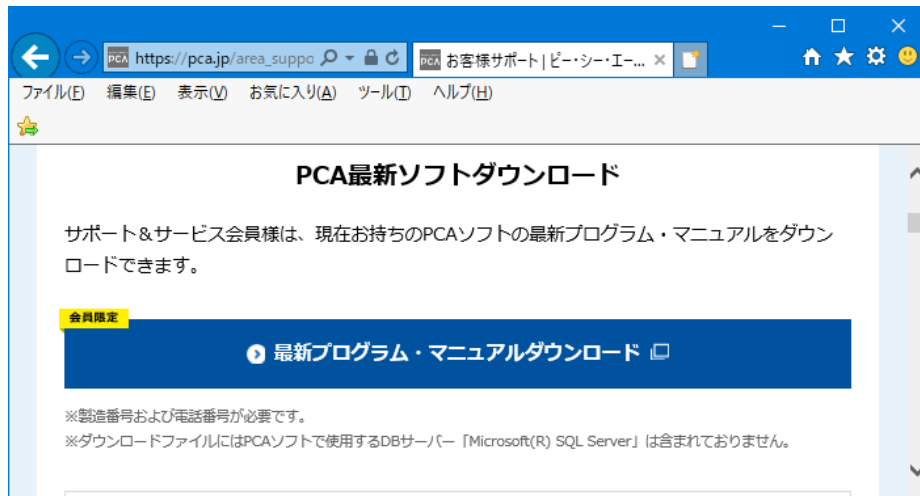 PCA https://pca.jp/area_suppo
PCA お客様サポート | ピー・シー・エー...
ファイル(F) 編集(E) 表示(V) お気に入り(A) ツール(T) ヘルプ(H)
PCA最新ソフトダウンロード
サポート&サービス会員様は、現在お持ちのPCAソフトの最新プログラム・マニュアルをダウン
ロードできます。
会員限定
最新プログラム・マニュアルダウンロード
※製造番号および電話番号が必要です。
※ダウンロードファイルにはPCAソフトで使用するDBサーバー「Microsoft(R) SQL Server」は含まれておりません。